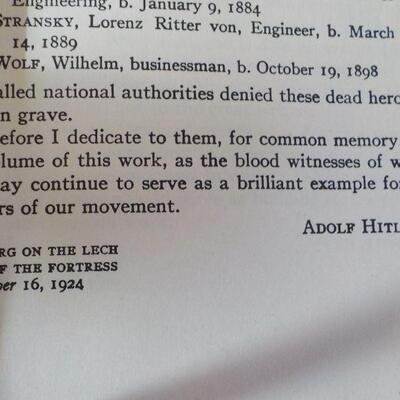 Engineering, b. January 9, 1884
STRANSKY, Lorenz Ritter von, Engineer, b. March
14, 1889
WOLF, Wilhelm, businessman, b. October 19, 1898
alled national authorities denied these dead hero
n grave.
efore I dedicate to them, for common memory
olume of this work, as the blood witnesses of w
ay continue to serve as a brilliant example fo
rs of our movement.
ADOLF HITL
RG ON THE LECH
F THE FORTRESS
ber 16, 1924